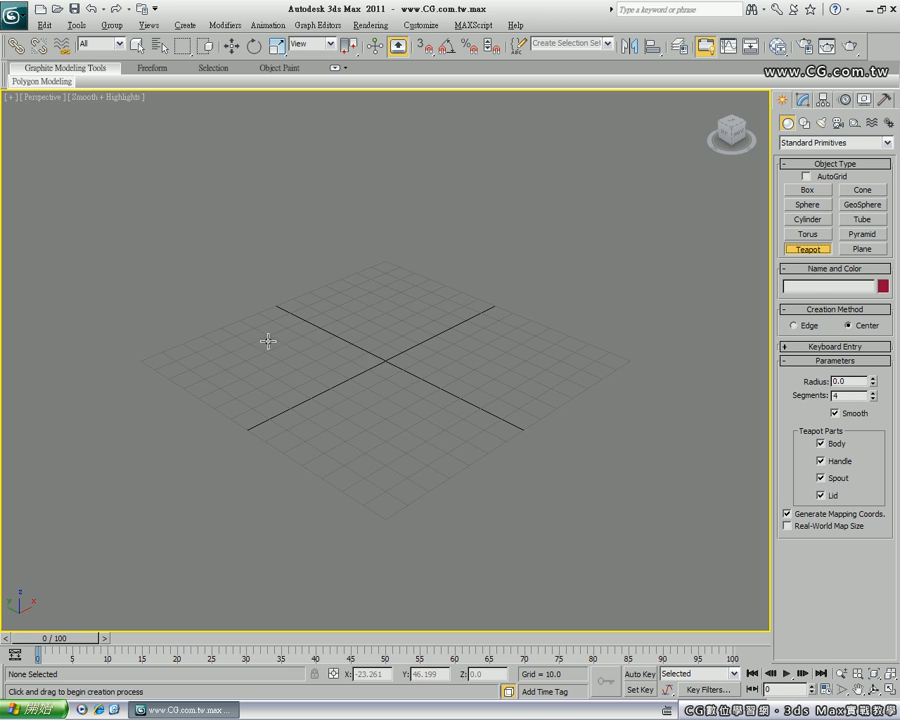 Autodesk 3ds Max 2011 - www.CG.com.tw.max
Type a keyword or phrase
Edit Tools Group Views Create Modifiers Animation Graph Editors Rendering Customize MAXScript Help
All View 3 Create Selection Set
Graphite Modeling Tools Freeform Selection Object Paint
www.CG.com.tw
Polygon Modeling
[ + ] [ Perspective ] [ Smooth + Highlights ]
Standard Primitives
Object Type
AutoGrid
Box Cone
Sphere GeoSphere
Cylinder Tube
Torus Pyramid
Teapot Plane
Name and Color
Creation Method
Edge Center
Keyboard Entry
Parameters
Radius: 0.0
Segments: 4
Smooth
Teapot Parts
Body
Handle
Spout
Lid
Generate Mapping Coords.
Real-World Map Size
z
y x
0 / 100
0 5 10 15 20 25 30 35 40 45 50 55 60 65 70 75 80 85 90 95 100
None Selected X: -23.261 Y: 46.199 Z: 0.0 Grid = 10.0 Auto Key Selected
Click and drag to begin creation process Add Time Tag Set Key Key Filters... 0
開始 www.CG.com.tw.max ... CG數位學習網・3ds Max實戰教學